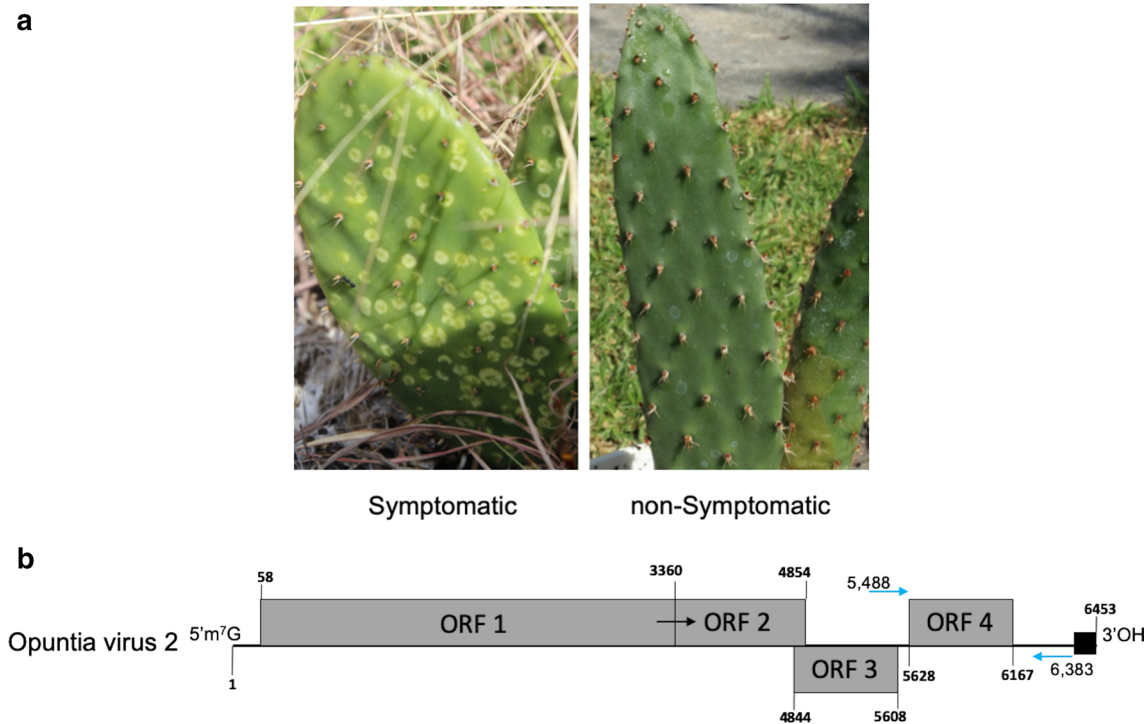 a
Symptomatic non-Symptomatic
b
58 3360 4854 5,488 6453
Opuntia virus 2 5'm⁷G ORF 1 ORF 2 ORF 4 3'OH
1 ORF 3 5628 6167 6,383
4844 5608